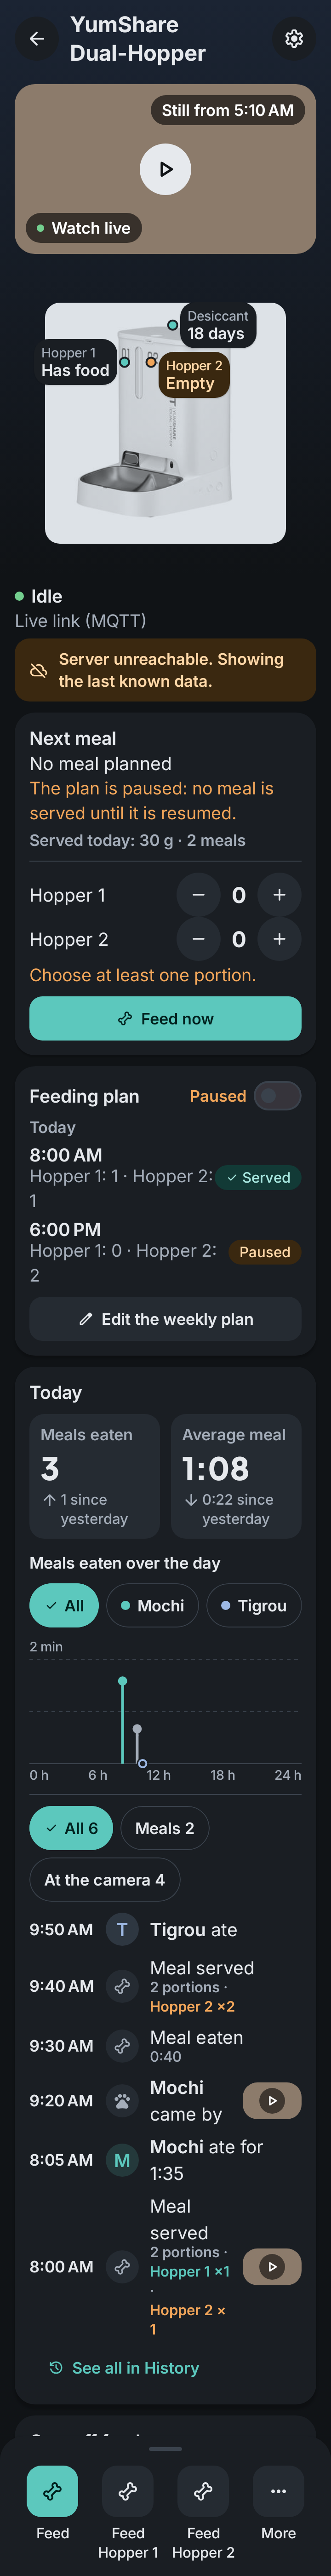 YumShare
Dual-Hopper
Still from 5:10 AM
Watch live
Desiccant
18 days
Hopper 1
Has food
Hopper 2
Empty
Idle
Live link (MQTT)
Server unreachable. Showing
the last known data.
Next meal
No meal planned
The plan is paused: no meal is
served until it is resumed.
Served today: 30 g · 2 meals
Hopper 1
− 0 +
Hopper 2
− 0 +
Choose at least one portion.
Feed now
Feeding plan
Paused
Today
8:00 AM
Hopper 1: 1 · Hopper 2:
1
Served
6:00 PM
Hopper 1: 0 · Hopper 2:
2
Paused
Edit the weekly plan
Today
Meals eaten
3
1 since
yesterday
Average meal
1:08
0:22 since
yesterday
Meals eaten over the day
All
Mochi
Tigrou
2 min
0 h 6 h 12 h 18 h 24 h
All 6
Meals 2
At the camera 4
9:50 AM
T
Tigrou ate
9:40 AM
Meal served
2 portions ·
Hopper 2 ×2
9:30 AM
Meal eaten
0:40
9:20 AM
Mochi
came by
8:05 AM
M
Mochi ate for
1:35
8:00 AM
Meal
served
2 portions ·
Hopper 1 ×1
·
Hopper 2 ×
1
See all in History
Feed
Feed
Hopper 1
Feed
Hopper 2
More